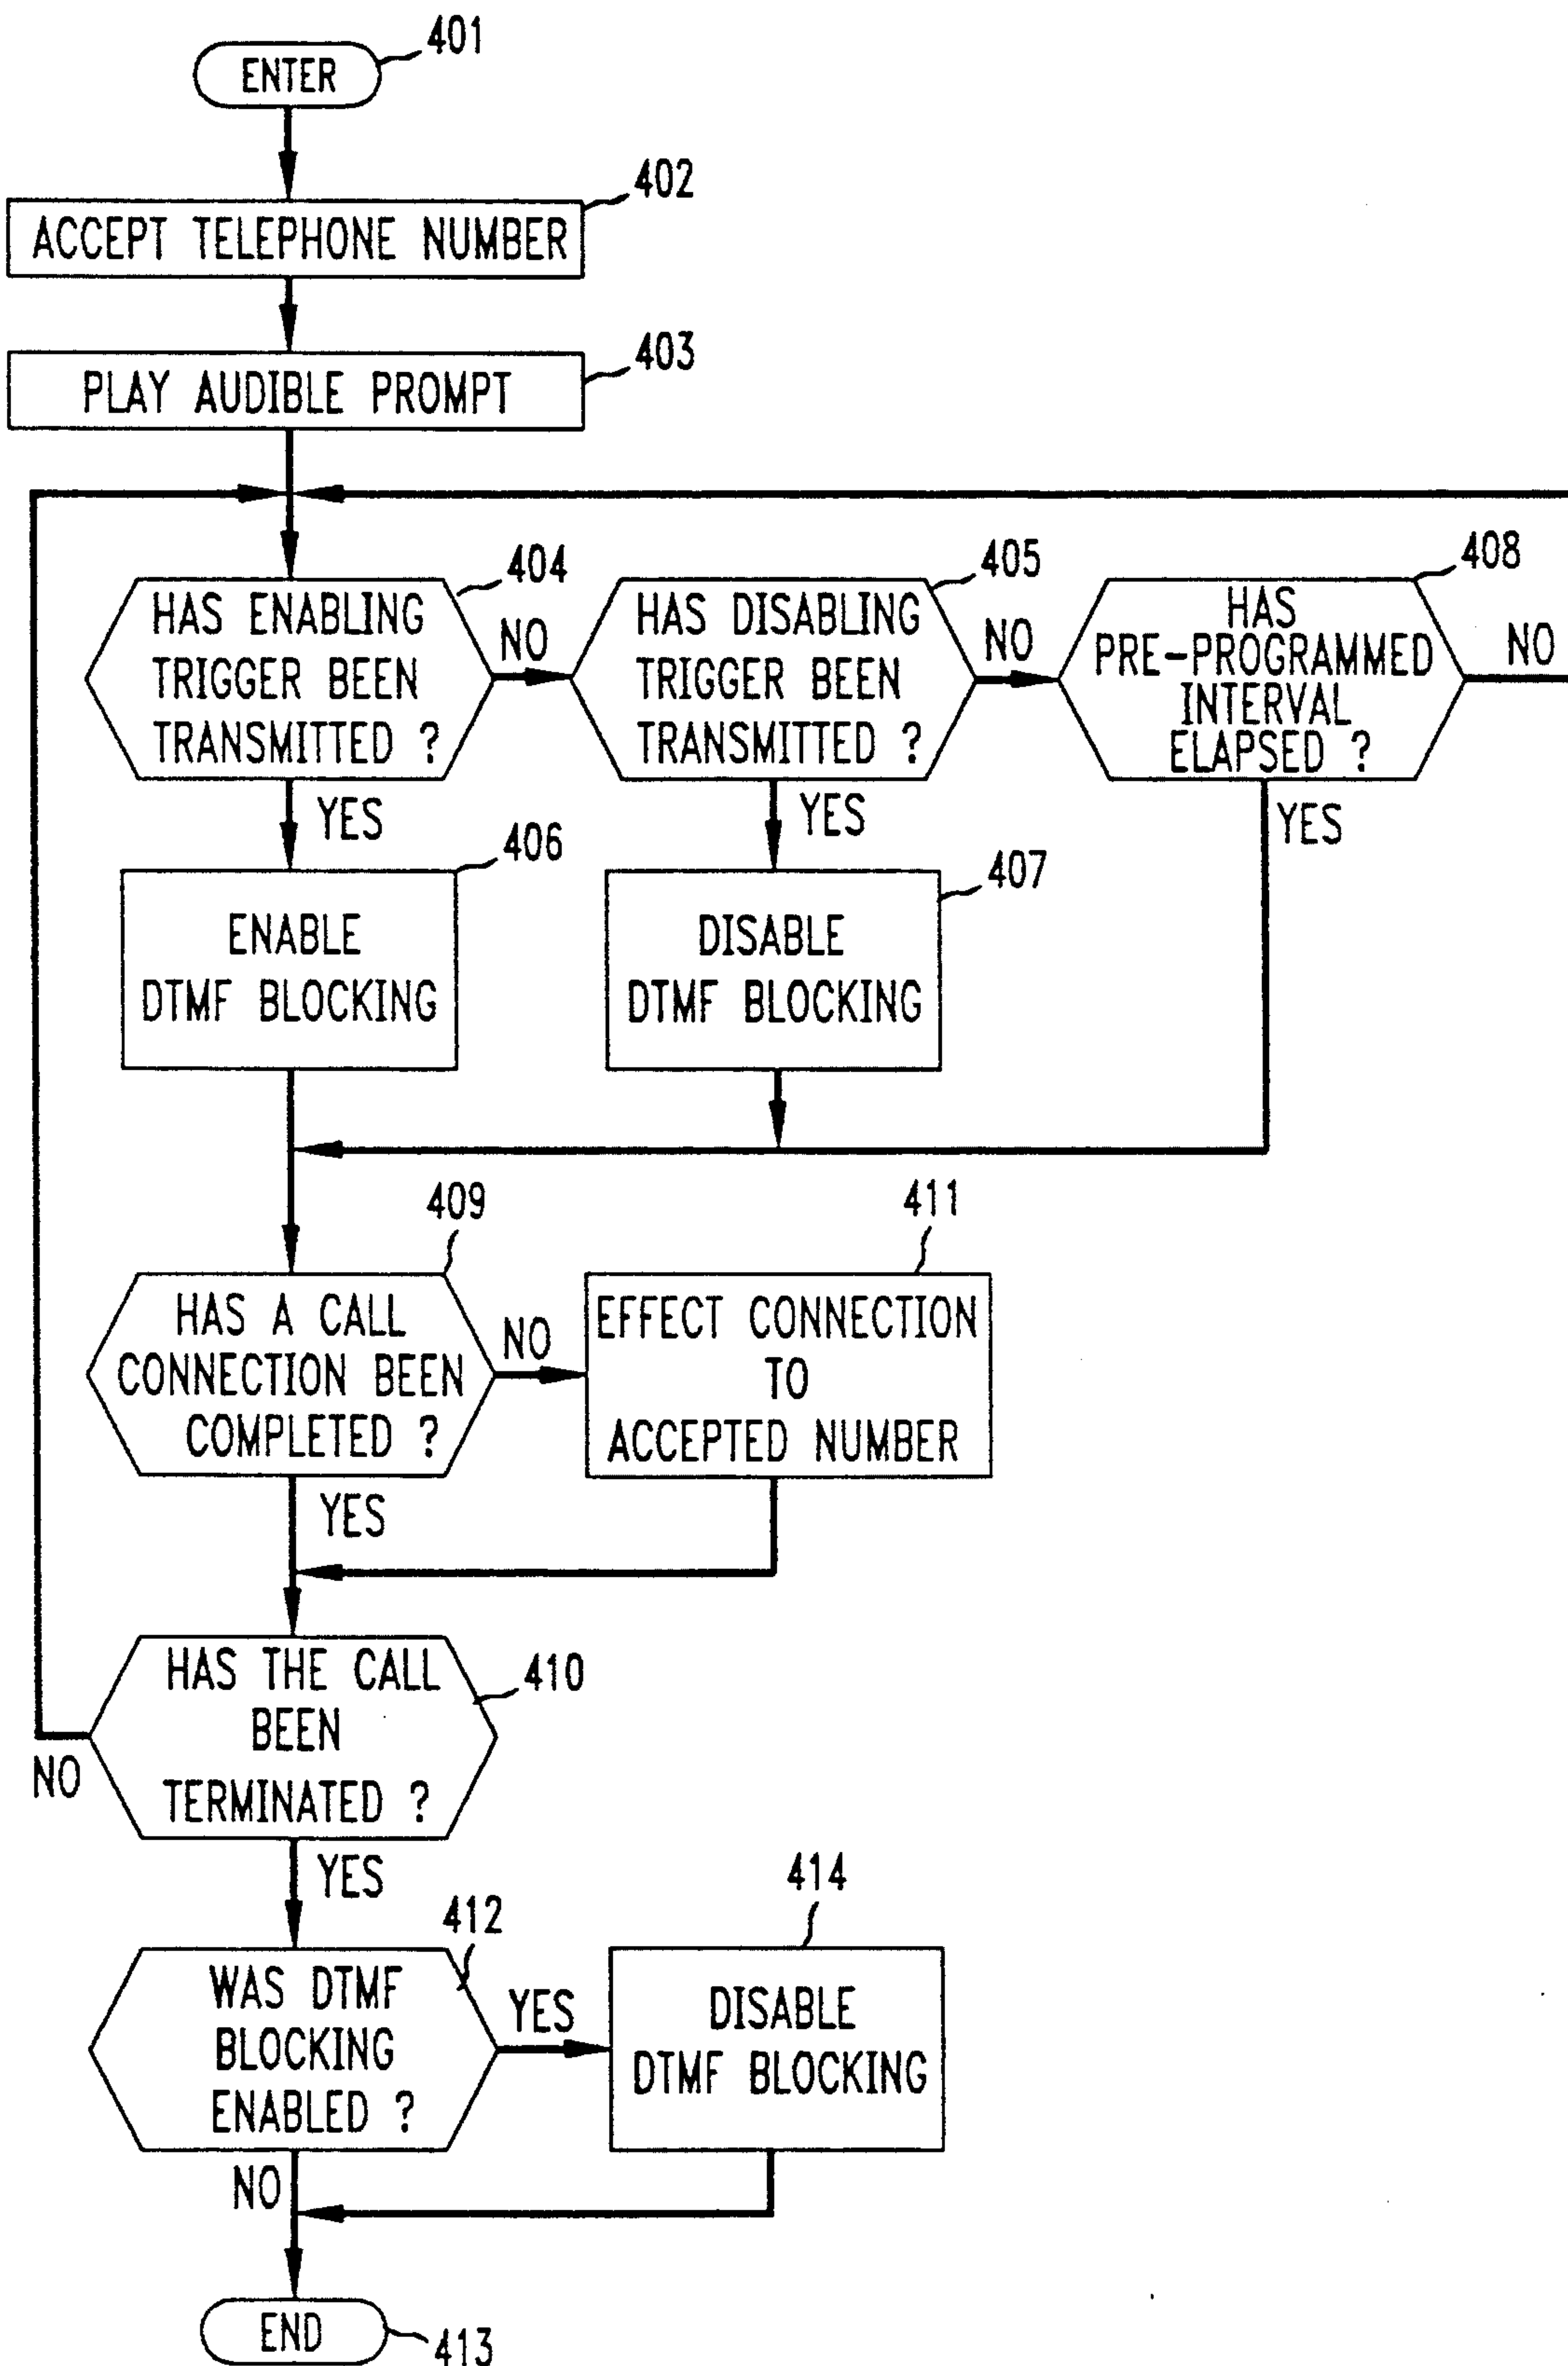 401
ENTER
402
ACCEPT TELEPHONE NUMBER
403
PLAY AUDIBLE PROMPT
404
HAS ENABLING
TRIGGER BEEN
TRANSMITTED ?
NO
405
HAS DISABLING
TRIGGER BEEN
TRANSMITTED ?
NO
408
HAS
PRE-PROGRAMMED
INTERVAL
ELAPSED ?
NO
YES
YES
YES
406
ENABLE
DTMF BLOCKING
407
DISABLE
DTMF BLOCKING
409
HAS A CALL
CONNECTION BEEN
COMPLETED ?
NO
411
EFFECT CONNECTION
TO
ACCEPTED NUMBER
YES
HAS THE CALL
BEEN
TERMINATED ?
410
NO
YES
412
WAS DTMF
BLOCKING
ENABLED ?
YES
414
DISABLE
DTMF BLOCKING
NO
END
413